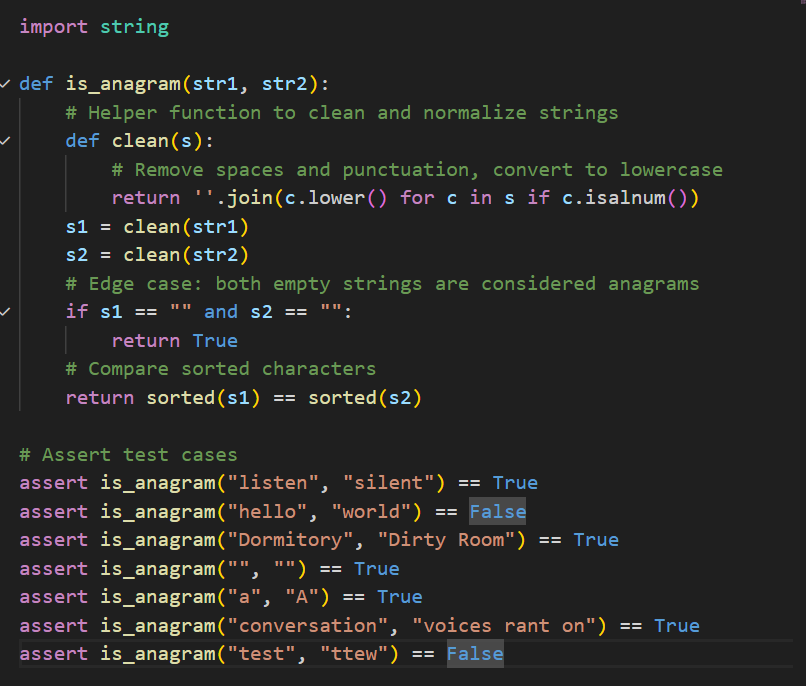 import string
def is_anagram(str1, str2):
# Helper function to clean and normalize strings
def clean(s):
# Remove spaces and punctuation, convert to lowercase
return ''.join(c.lower() for c in s if c.isalnum())
s1 = clean(str1)
s2 = clean(str2)
# Edge case: both empty strings are considered anagrams
if s1 == "" and s2 == "":
return True
# Compare sorted characters
return sorted(s1) == sorted(s2)
# Assert test cases
assert is_anagram("listen", "silent") == True
assert is_anagram("hello", "world") == False
assert is_anagram("Dormitory", "Dirty Room") == True
assert is_anagram("", "") == True
assert is_anagram("a", "A") == True
assert is_anagram("conversation", "voices rant on") == True
assert is_anagram("test", "ttew") == False